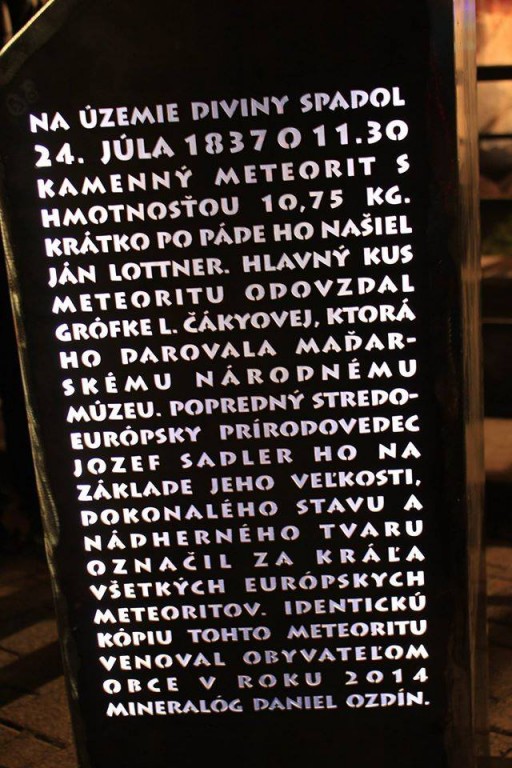 NA ÚZEMIE DIVINY SPADOL
24. JÚLA 1837 O 11.30
KAMENNÝ METEORIT S
HMOTNOSŤOU 10,75 KG.
KRÁTKO PO PÁDE HO NAŠIEL
JÁN LOTTNER. HLAVNÝ KUS
METEORITU ODOVZDAL
GRÓFKE L. ČÁKYOVEJ, KTORÁ
HO DAROVALA MAĎAR-
SKÉMU NÁRODNÉMU
MÚZEU. POPREDNÝ STREDO-
EURÓPSKY PRÍRODOVEDEC
JOZEF SADLER HO NA
ZÁKLADE JEHO VEĽKOSTI,
DOKONALÉHO STAVU A
NÁDHERNÉHO TVARU
OZNAČIL ZA KRÁĽA
VŠETKÝCH EURÓPSKYCH
METEORITOV. IDENTICKÚ
KÓPIU TOHTO METEORITU
VENOVAL OBYVATEĽOM
OBCE V ROKU 2014
MINERALÓG DANIEL OZDÍN.